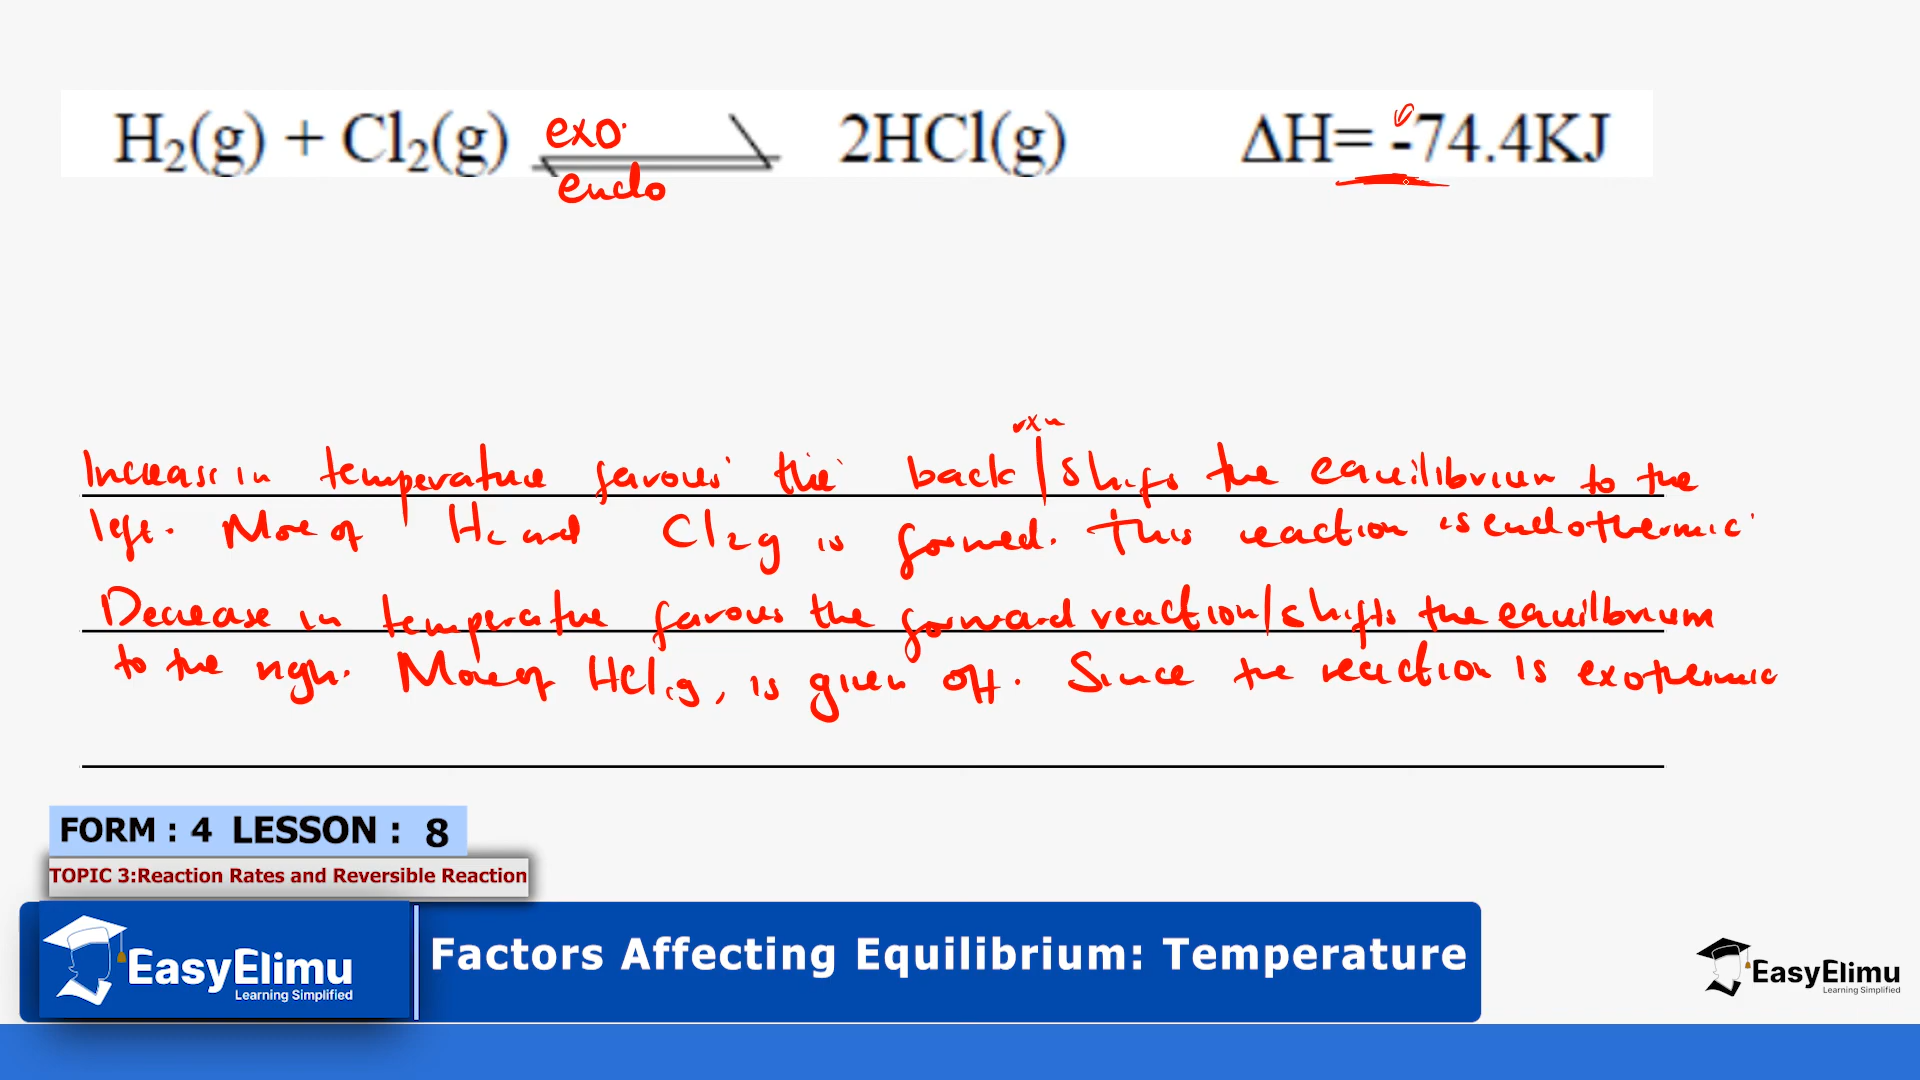 H₂(g) + Cl₂(g) exo. endo 2HCl(g) ΔH= -74.4KJ
rxn
Increase in temperature favours the back / shifts the equilibrium to the
left. More of H₂ and Cl₂ g is formed. This reaction is endothermic
Decrease in temperature favours the forward reaction / shifts the equilibrium
to the righ. More of HCl g, is given off. Since the reaction is exothermic
FORM : 4 LESSON : 8
TOPIC 3:Reaction Rates and Reversible Reaction
EasyElimu
Learning Simplified
Factors Affecting Equilibrium: Temperature
EasyElimu
Learning Simplified